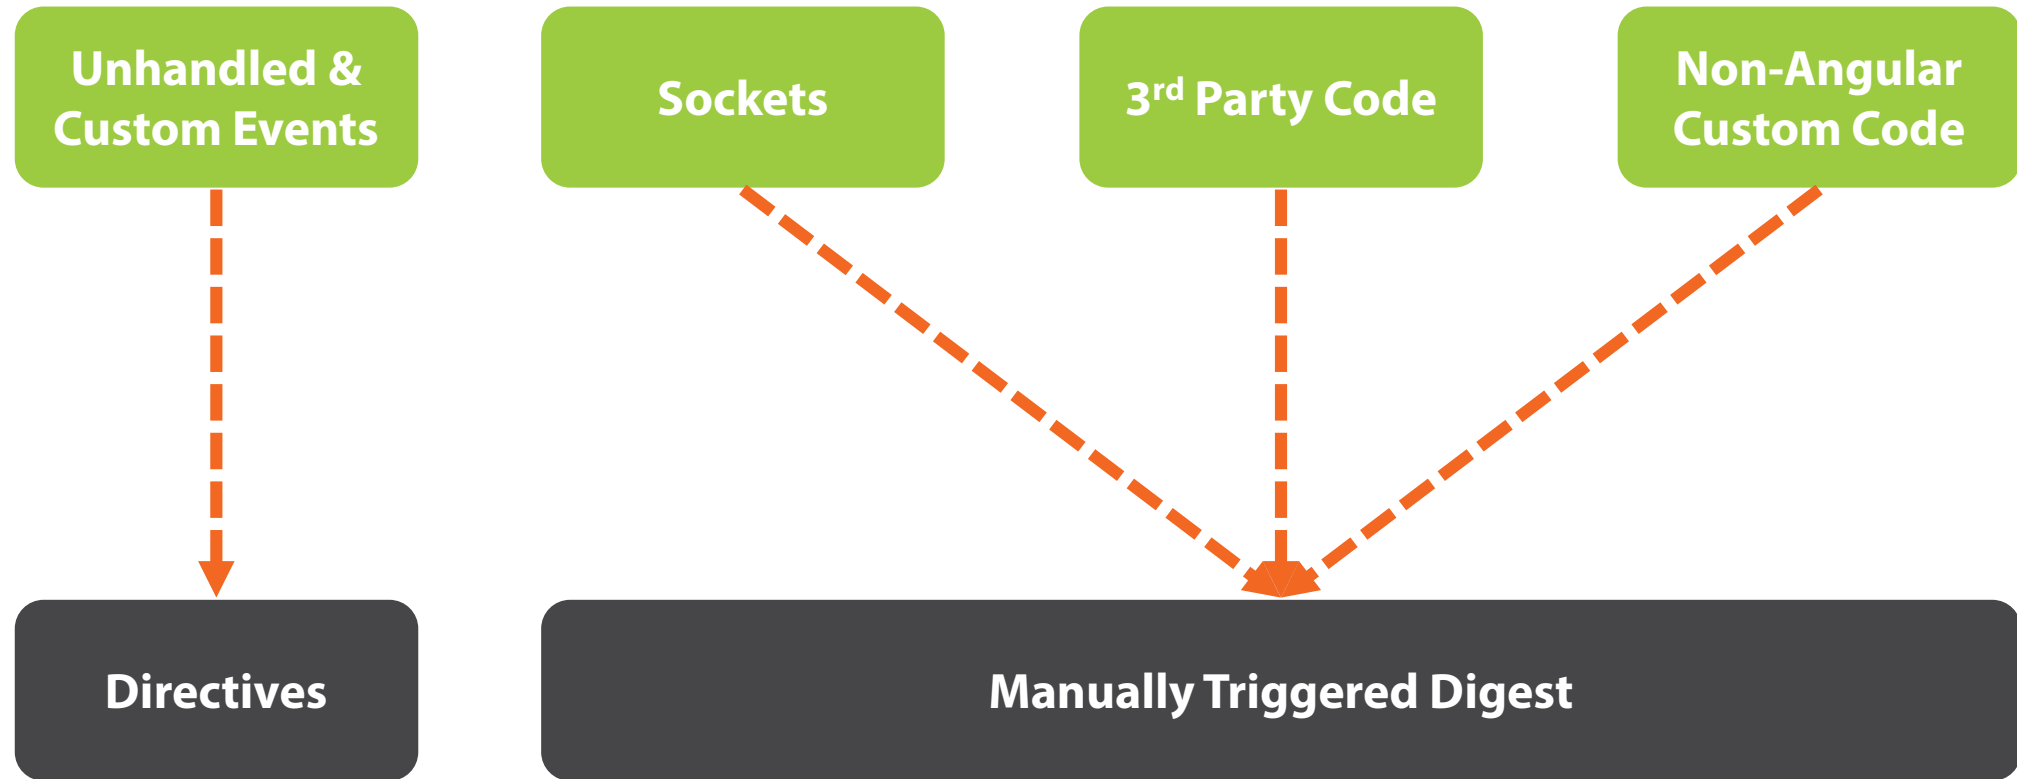 Unhandled &
Custom Events
Sockets
3rd Party Code
Non-Angular
Custom Code
Directives
Manually Triggered Digest